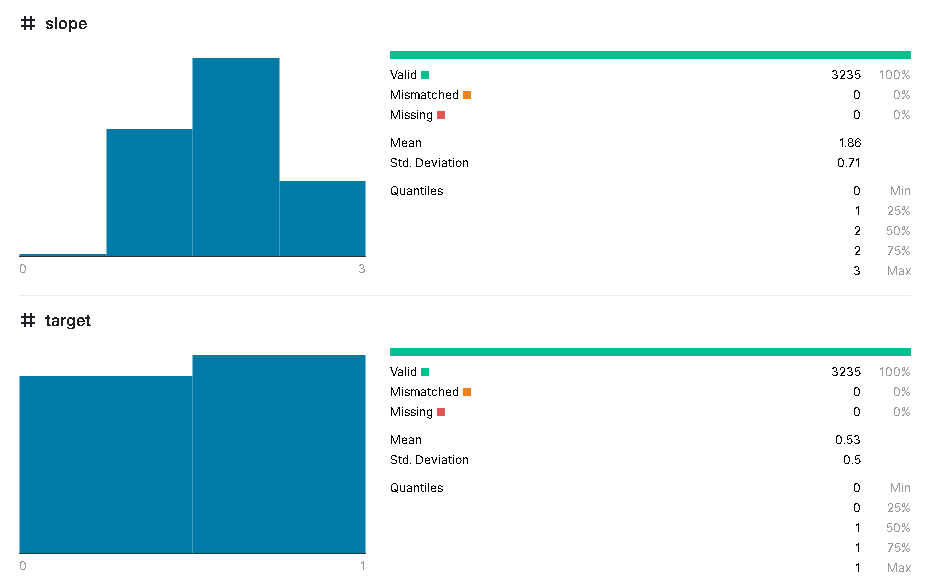 # slope
Valid 3235 100%
Mismatched 0 0%
Missing 0 0%
Mean 1.86
Std. Deviation 0.71
Quantiles 0 Min
1 25%
2 50%
2 75%
3 Max
0 3
# target
Valid 3235 100%
Mismatched 0 0%
Missing 0 0%
Mean 0.53
Std. Deviation 0.5
Quantiles 0 Min
0 25%
1 50%
1 75%
1 Max
0 1